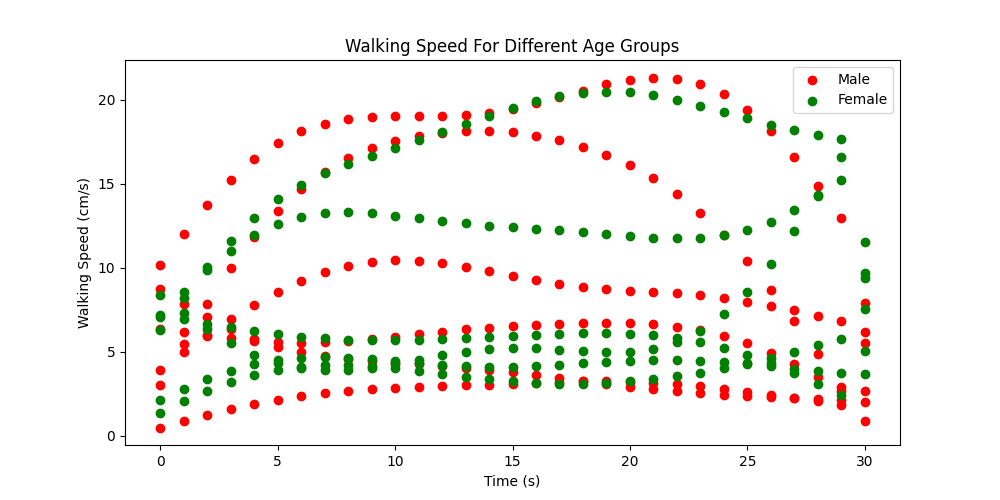 Walking Speed For Different Age Groups
Male
Female
Walking Speed (cm/s)
20
15
10
5
0
0 5 10 15 20 25 30
Time (s)